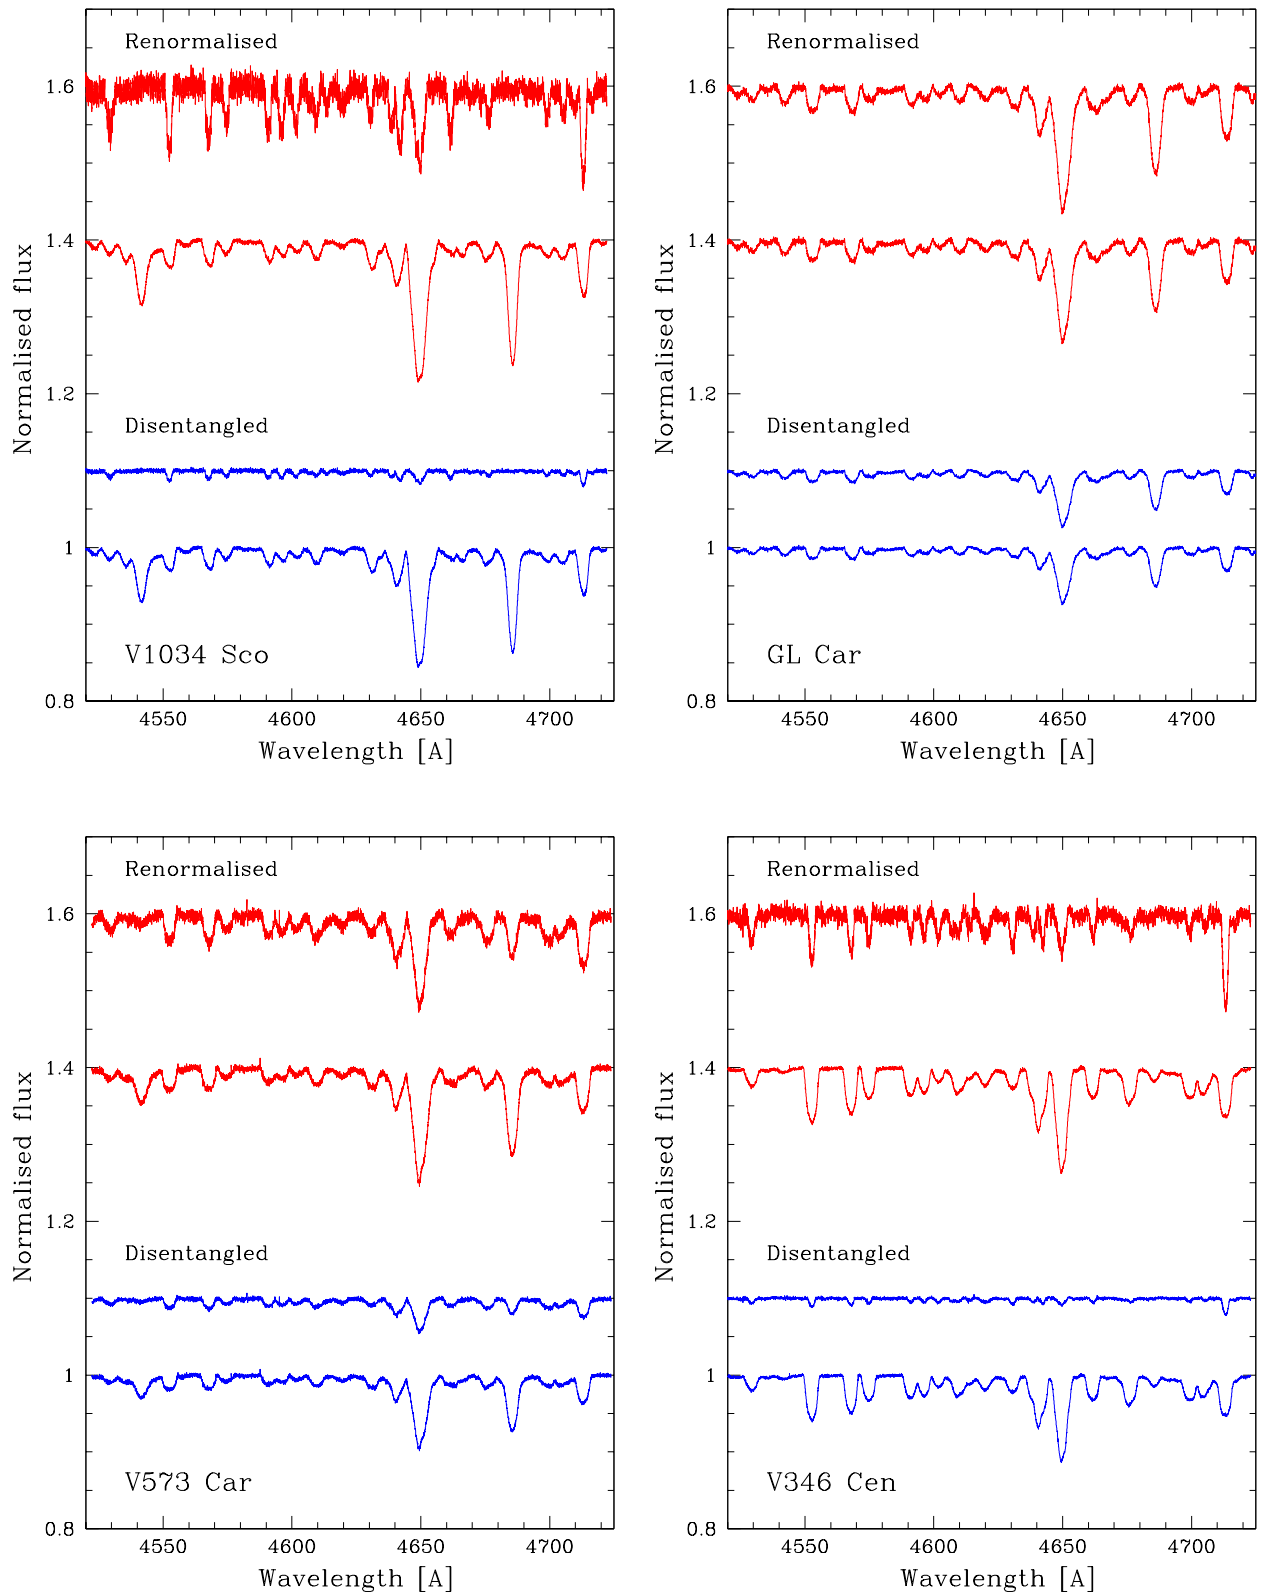 Renormalised
1.6
1.4
1.2
1
0.8
Normalised flux
Disentangled
V1034 Sco
4550 4600 4650 4700
Wavelength [A]
Renormalised
1.6
1.4
1.2
1
0.8
Normalised flux
Disentangled
GL Car
4550 4600 4650 4700
Wavelength [A]
Renormalised
1.6
1.4
1.2
1
0.8
Normalised flux
Disentangled
V573 Car
4550 4600 4650 4700
Wavelength [A]
Renormalised
1.6
1.4
1.2
1
0.8
Normalised flux
Disentangled
V346 Cen
4550 4600 4650 4700
Wavelength [A]